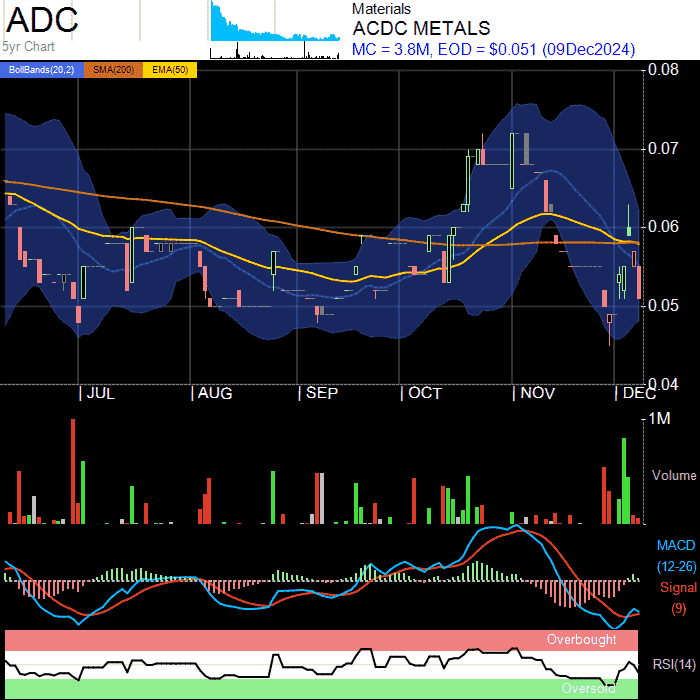 ADC
5yr Chart
Materials
ACDC METALS
MC = 3.8M, EOD = $0.051 (09Dec2024)
BollBands(20,2) SMA(200) EMA(50)
0.08
0.07
0.06
0.05
0.04
JUL AUG SEP OCT NOV DEC
1M
Volume
MACD
(12-26)
Signal
(9)
Overbought
RSI(14)
Oversold